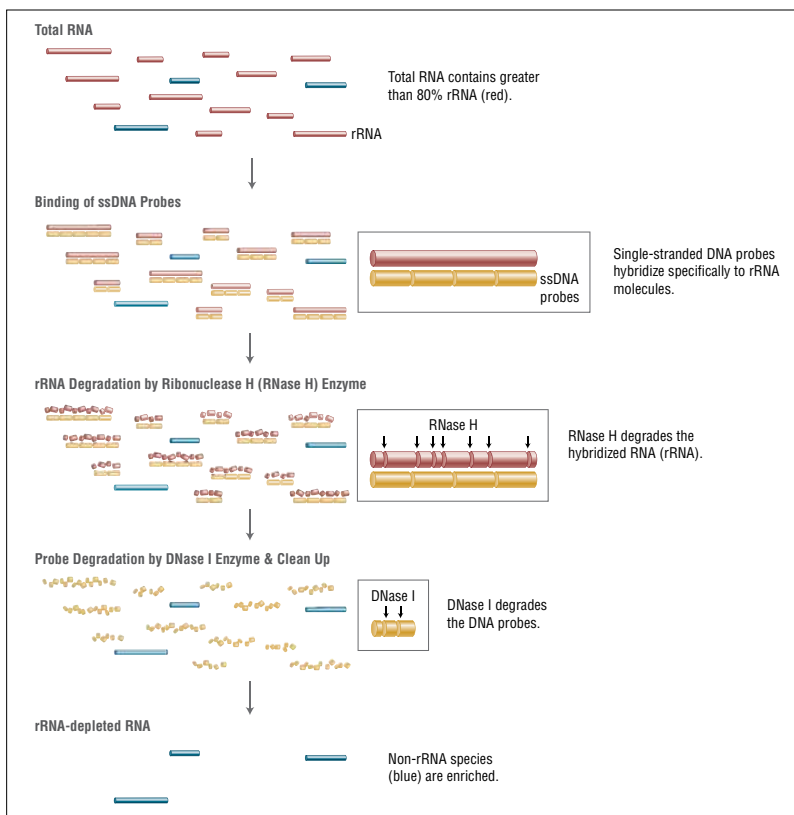 Total RNA
Total RNA contains greater
than 80% rRNA (red).
rRNA
Binding of ssDNA Probes
ssDNA
probes
Single-stranded DNA probes
hybridize specifically to rRNA
molecules.
rRNA Degradation by Ribonuclease H (RNase H) Enzyme
RNase H
RNase H degrades the
hybridized RNA (rRNA).
Probe Degradation by DNase I Enzyme & Clean Up
DNase I
DNase I degrades
the DNA probes.
rRNA-depleted RNA
Non-rRNA species
(blue) are enriched.